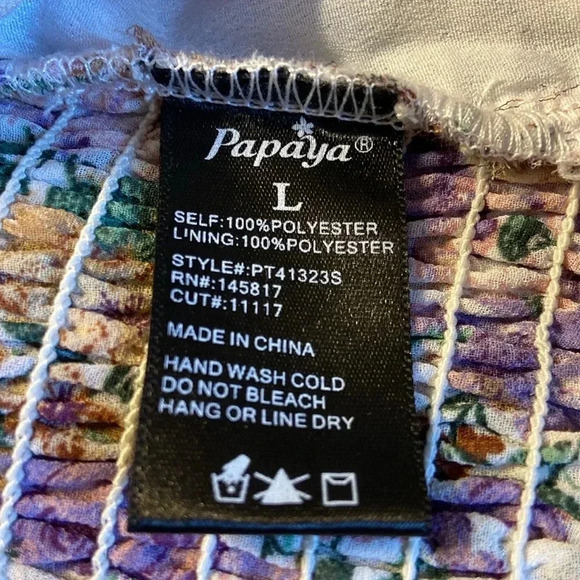 Papaya®
L
SELF:100%POLYESTER
LINING:100%POLYESTER
STYLE#:PT41323S
RN#:145817
CUT#:11117
MADE IN CHINA
HAND WASH COLD
DO NOT BLEACH
HANG OR LINE DRY